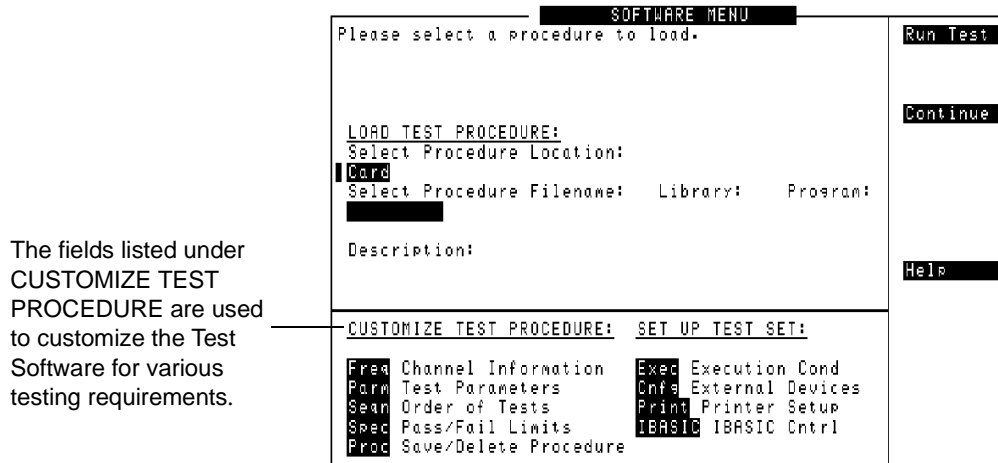 SOFTWARE MENU
Please select a procedure to load.
Run Test
Continue
LOAD TEST PROCEDURE:
Select Procedure Location:
Card
Select Procedure Filename: Library: Program:
Description:
Help
The fields listed under
CUSTOMIZE TEST
PROCEDURE are used
to customize the Test
Software for various
testing requirements.
CUSTOMIZE TEST PROCEDURE: SET UP TEST SET:
Freq Channel Information Exec Execution Cond
Parm Test Parameters Cnfg External Devices
Seqn Order of Tests Print Printer Setup
Spec Pass/Fail Limits IBASIC IBASIC Cntrl
Proc Save/Delete Procedure